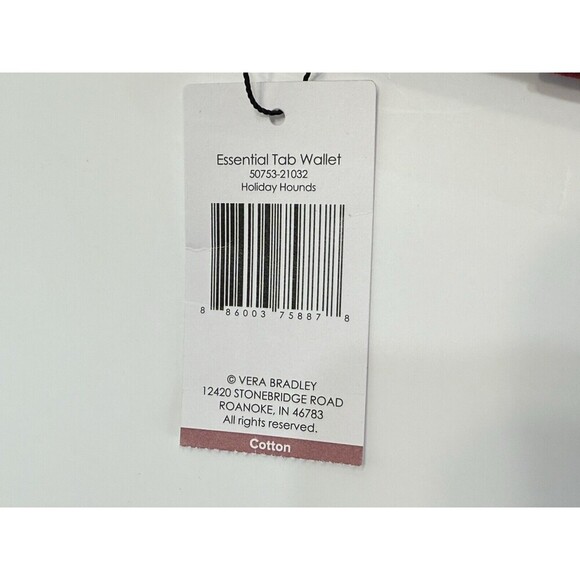 Essential Tab Wallet
50753-21032
Holiday Hounds
8 86003 75887 8
© VERA BRADLEY
12420 STONEBRIDGE ROAD
ROANOKE, IN 46783
All rights reserved.
Cotton